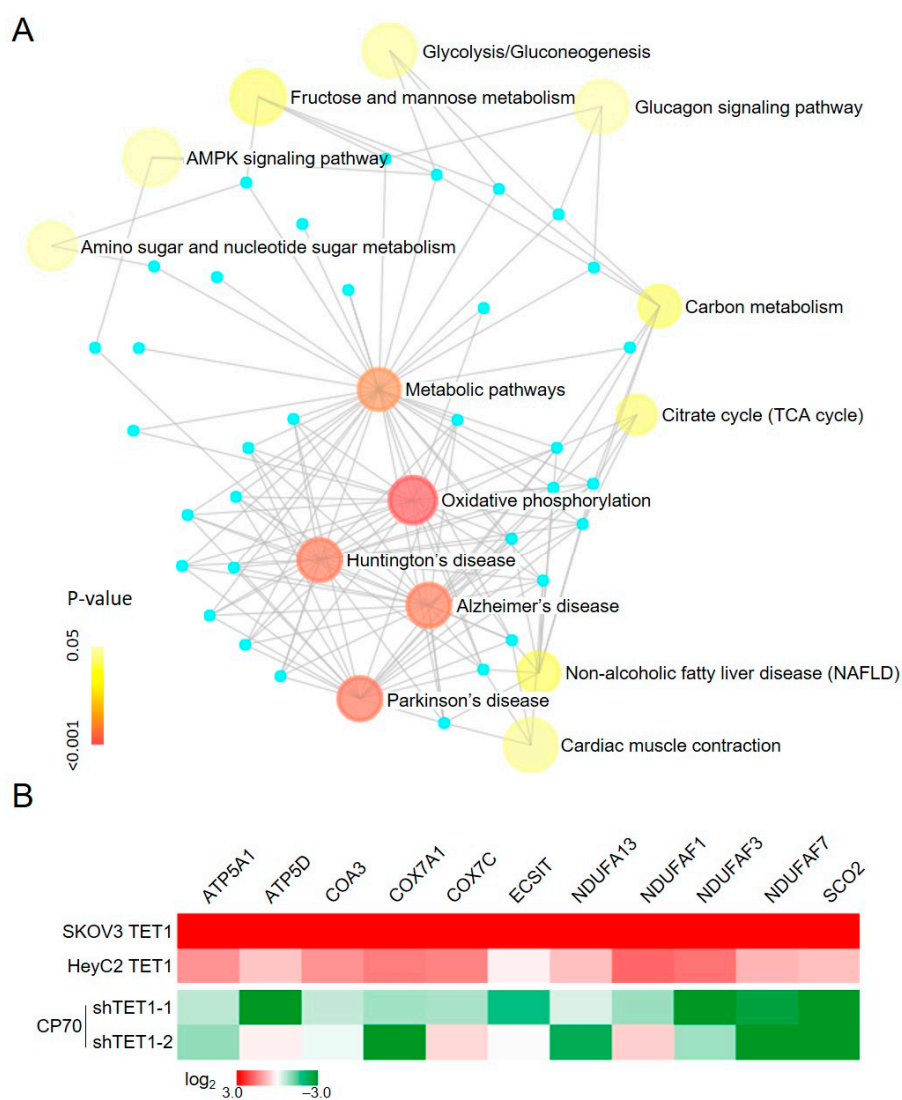 A
Glycolysis/Gluconeogenesis
Fructose and mannose metabolism
Glucagon signaling pathway
AMPK signaling pathway
Amino sugar and nucleotide sugar metabolism
Carbon metabolism
Metabolic pathways
Citrate cycle (TCA cycle)
Oxidative phosphorylation
Huntington's disease
Alzheimer's disease
P-value
0.05
<0.001
Non-alcoholic fatty liver disease (NAFLD)
Parkinson's disease
Cardiac muscle contraction
B
ATP5A1
ATP5D
COA3
COX7A1
COX7C
ECSIT
NDUFA13
NDUFAF1
NDUFAF3
NDUFAF7
SCO2
SKOV3 TET1
HeyC2 TET1
CP70
shTET1-1
shTET1-2
log2
3.0
−3.0